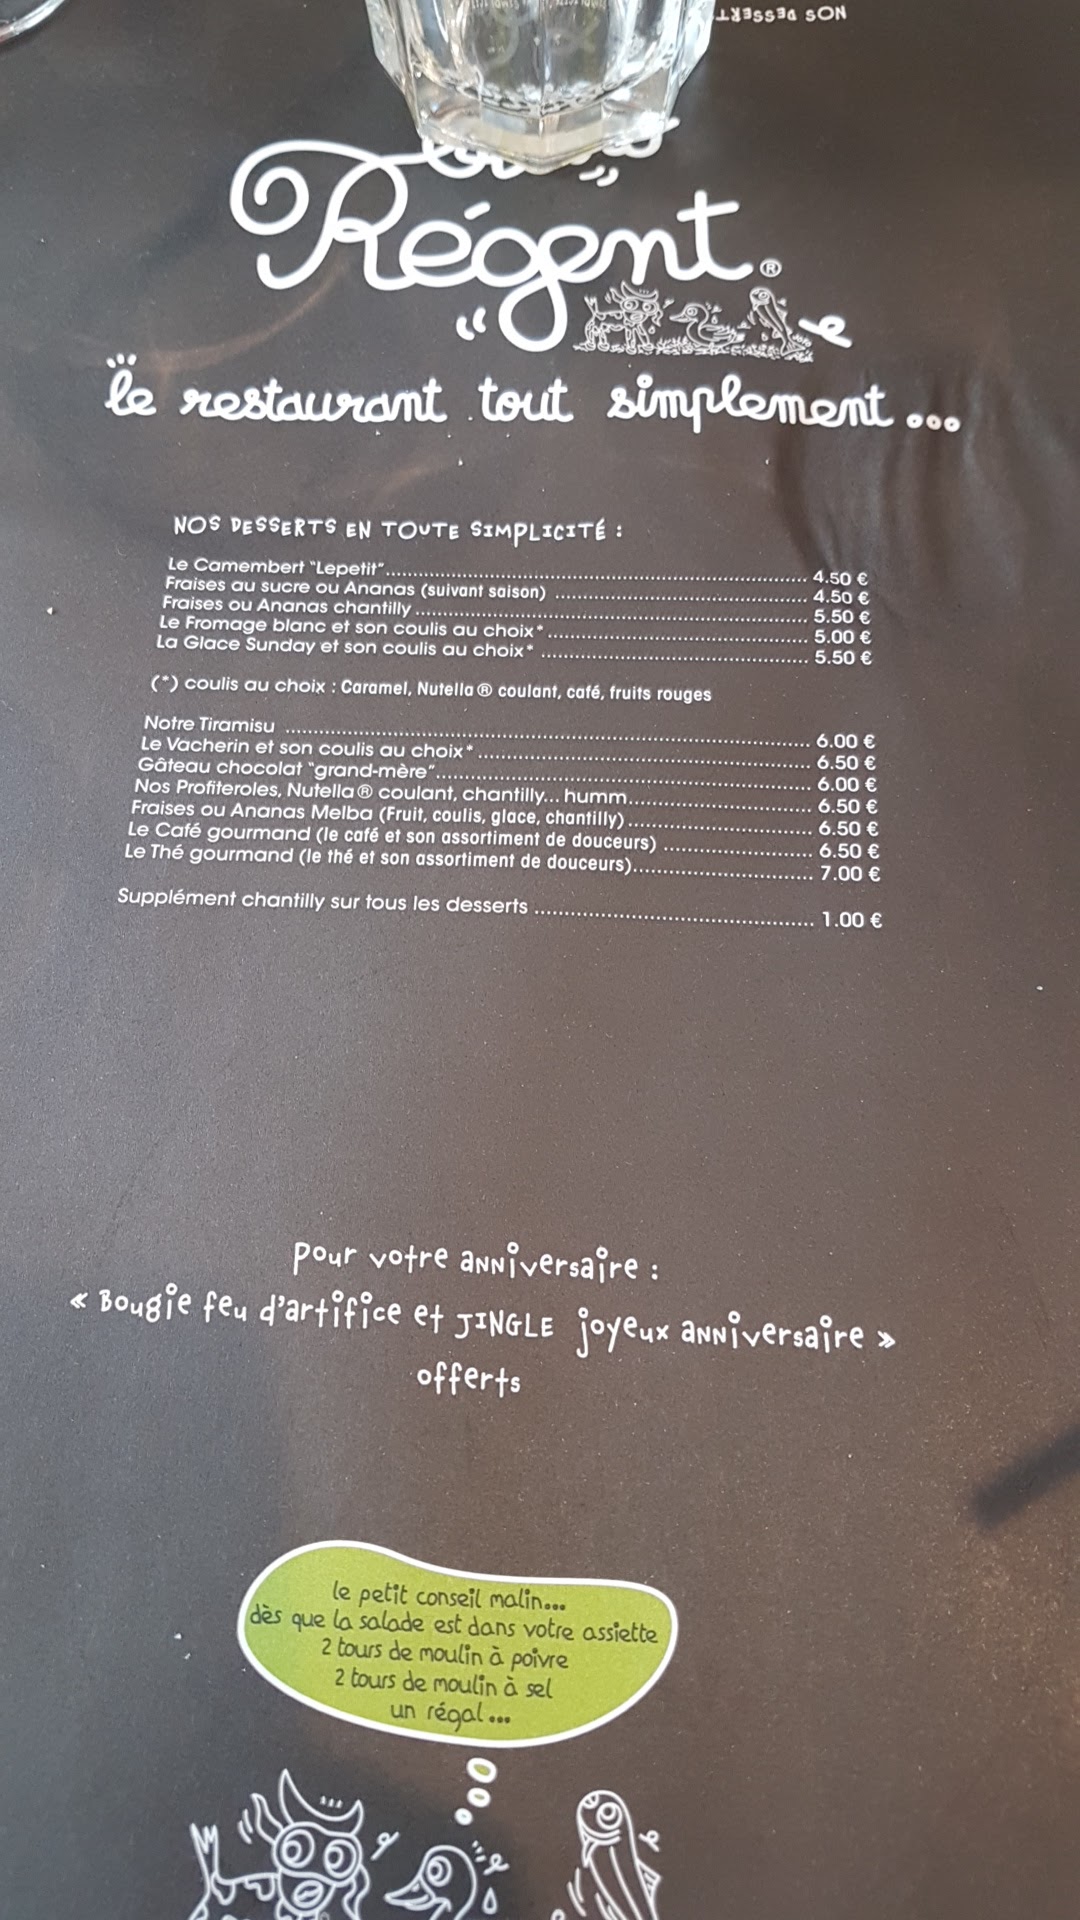 NOS DESSERT
Régent®
le restaurant tout simplement...
NOS DESSERTS EN TOUTE SIMPLICITÉ :
Le Camembert "Lepetit"........ 4.50 €
Fraises au sucre ou Ananas (suivant saison) ........ 4.50 €
Fraises ou Ananas chantilly ........ 5.50 €
Le Fromage blanc et son coulis au choix* ........ 5.00 €
La Glace Sunday et son coulis au choix* ........ 5.50 €
(*) coulis au choix : Caramel, Nutella® coulant, café, fruits rouges
Notre Tiramisu ........ 6.00 €
Le Vacherin et son coulis au choix* ........ 6.50 €
Gâteau chocolat "grand-mère"........ 6.00 €
Nos Profiteroles, Nutella® coulant, chantilly... humm........ 6.50 €
Fraises ou Ananas Melba (Fruit, coulis, glace, chantilly) ........ 6.50 €
Le Café gourmand (le café et son assortiment de douceurs) ........ 6.50 €
Le Thé gourmand (le thé et son assortiment de douceurs)........ 7.00 €
Supplément chantilly sur tous les desserts ........ 1.00 €
pour votre anniversaire :
« Bougie feu d'artifice et JINGLE joyeux anniversaire »
offerts
le petit conseil malin...
dès que la salade est dans votre assiette
2 tours de moulin à poivre
2 tours de moulin à sel
un régal...